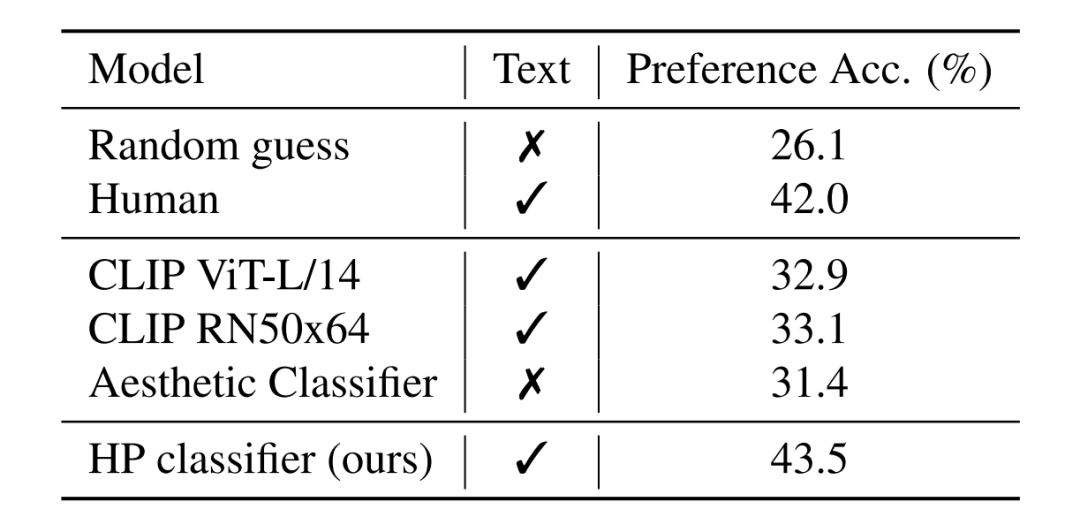 Model Text Preference Acc. (%)
Random guess ✗ 26.1
Human ✓ 42.0
CLIP ViT-L/14 ✓ 32.9
CLIP RN50x64 ✓ 33.1
Aesthetic Classifier ✗ 31.4
HP classifier (ours) ✓ 43.5